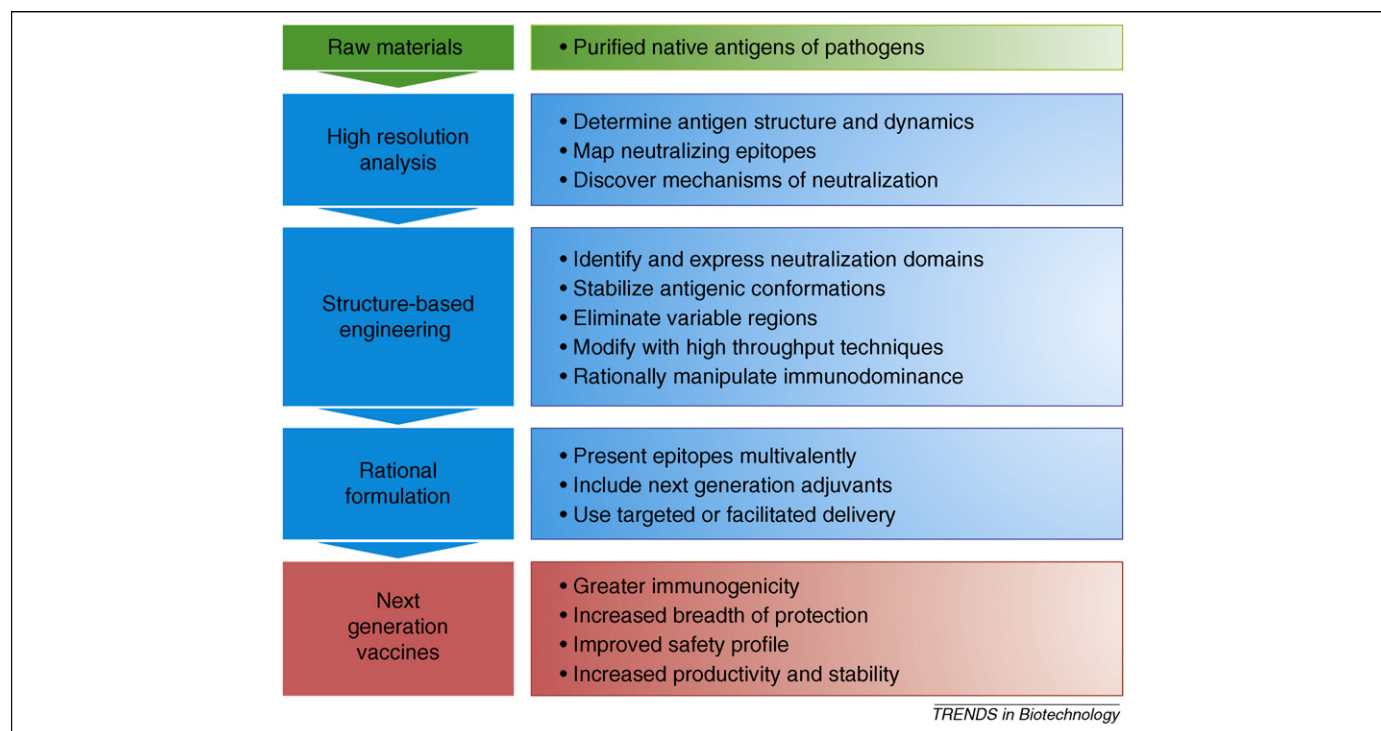 Raw materials
• Purified native antigens of pathogens
High resolution
analysis
• Determine antigen structure and dynamics
• Map neutralizing epitopes
• Discover mechanisms of neutralization
Structure-based
engineering
• Identify and express neutralization domains
• Stabilize antigenic conformations
• Eliminate variable regions
• Modify with high throughput techniques
• Rationally manipulate immunodominance
Rational
formulation
• Present epitopes multivalently
• Include next generation adjuvants
• Use targeted or facilitated delivery
Next
generation
vaccines
• Greater immunogenicity
• Increased breadth of protection
• Improved safety profile
• Increased productivity and stability
TRENDS in Biotechnology